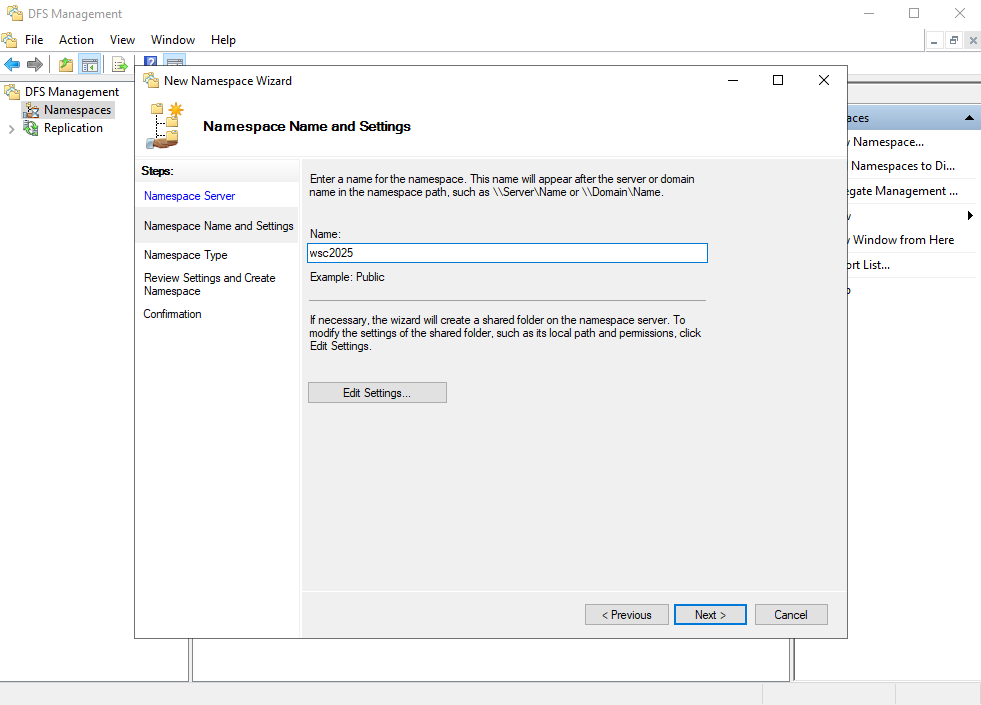 DFS Management
File Action View Window Help
DFS Management
Namespaces
Replication
New Namespace Wizard
Namespace Name and Settings
Steps:
Namespace Server
Namespace Name and Settings
Namespace Type
Review Settings and Create
Namespace
Confirmation
Enter a name for the namespace. This name will appear after the server or domain
name in the namespace path, such as \\Server\Name or \\Domain\Name.
Name:
wsc2025
Example: Public
If necessary, the wizard will create a shared folder on the namespace server. To
modify the settings of the shared folder, such as its local path and permissions, click
Edit Settings.
Edit Settings...
< Previous Next > Cancel
Namespace...
Namespaces to Di...
Management ...
Window from Here
List...